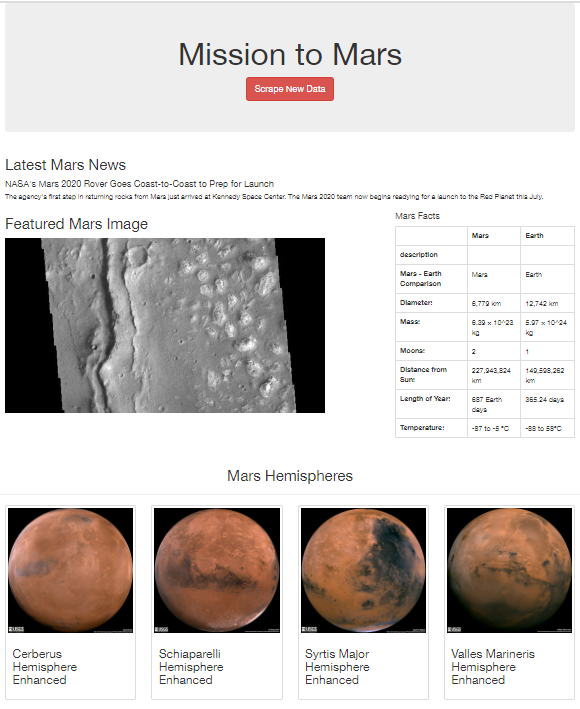 Mission to Mars
Scrape New Data
Latest Mars News
NASA's Mars 2020 Rover Goes Coast-to-Coast to Prep for Launch
The agency's first step in returning rocks from Mars just arrived at Kennedy Space Center. The Mars 2020 team now begins readying for a launch to the Red Planet this July.
Featured Mars Image
Mars Facts
Mars Earth
description
Mars - Earth
Comparison Mars Earth
Diameter: 6,779 km 12,742 km
Mass: 6.39 × 10^23
kg 5.97 × 10^24
kg
Moons: 2 1
Distance from
Sun: 227,943,824
km 149,598,262
km
Length of Year: 687 Earth
days 365.24 days
Temperature: -87 to -5 °C -88 to 58°C
Mars Hemispheres
USGS
USGS
USGS
USGS
Cerberus
Hemisphere
Enhanced
Schiaparelli
Hemisphere
Enhanced
Syrtis Major
Hemisphere
Enhanced
Valles Marineris
Hemisphere
Enhanced